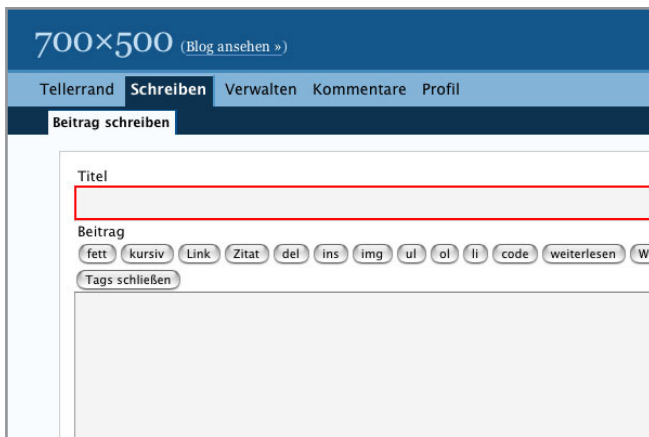 700×500 (Blog ansehen »)
Tellerrand Schreiben Verwalten Kommentare Profil
Beitrag schreiben
Titel
Beitrag
fett kursiv Link Zitat del ins img ul ol li code weiterlesen W
Tags schließen